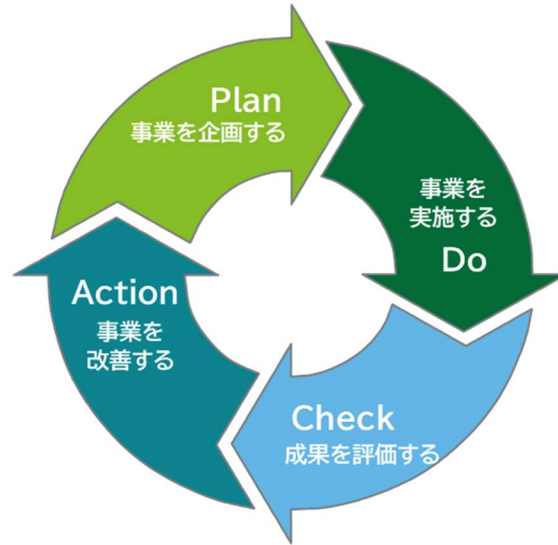 Plan
事業を企画する
事業を
実施する
Do
Check
成果を評価する
Action
事業を
改善する